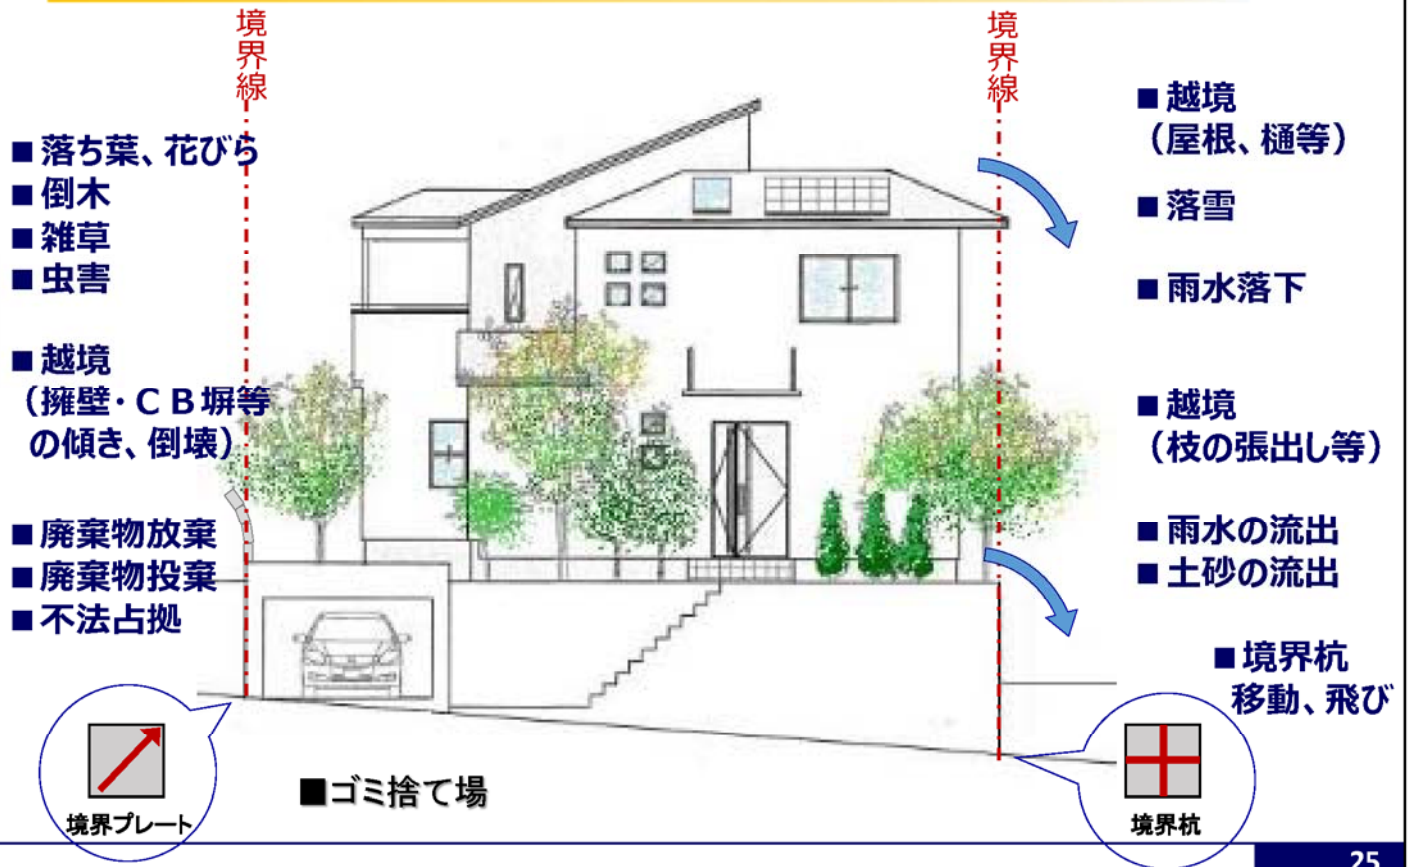 境界線
■落ち葉、花びら
■倒木
■雑草
■虫害
■越境
（擁壁・ＣＢ塀等
の傾き、倒壊）
■廃棄物放棄
■廃棄物投棄
■不法占拠
境界プレート
■ゴミ捨て場
境界線
■越境
（屋根、樋等）
■落雪
■雨水落下
■越境
（枝の張出し等）
■雨水の流出
■土砂の流出
■境界杭
移動、飛び
境界杭
25